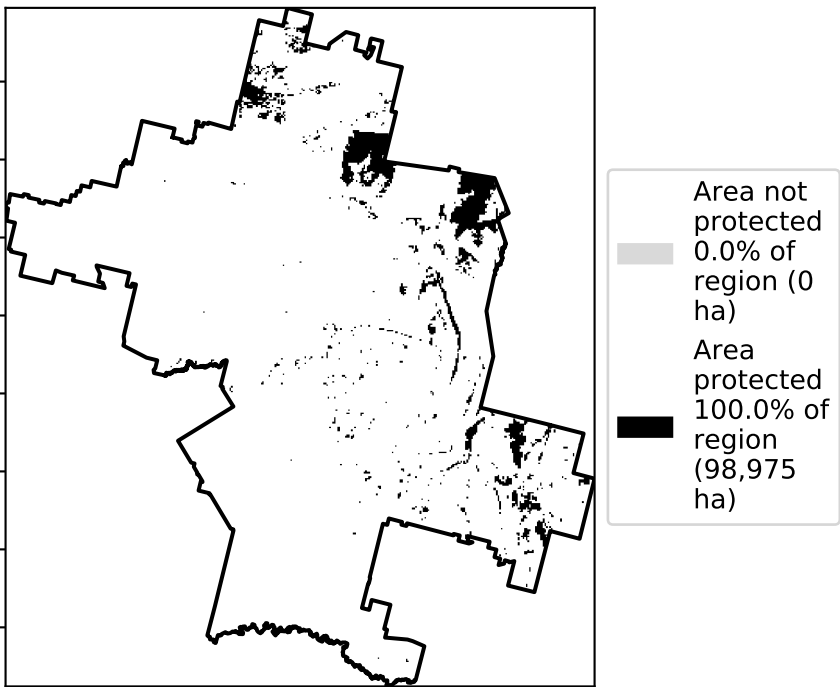 Area not
protected
0.0% of
region (0
ha)
Area
protected
100.0% of
region
(98,975
ha)